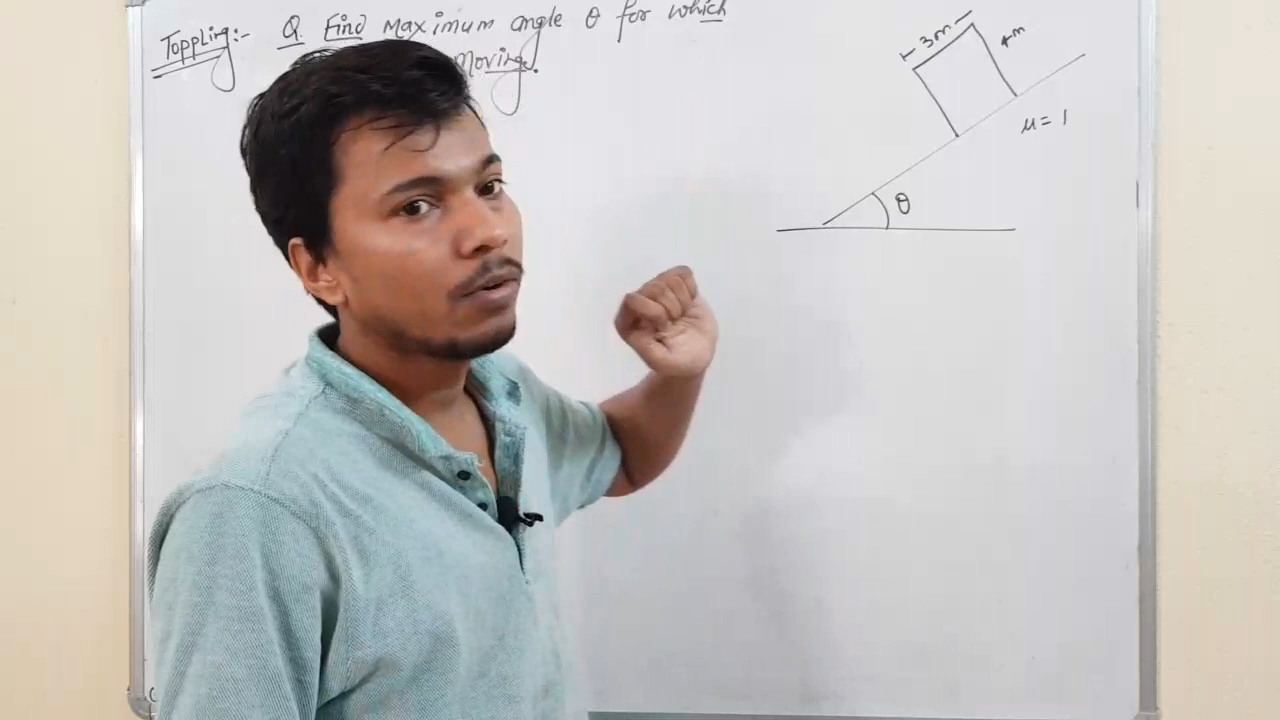 Toppling:- Q. Find Maximum angle θ for which
Moving.
3m
4m
μ = 1
θ